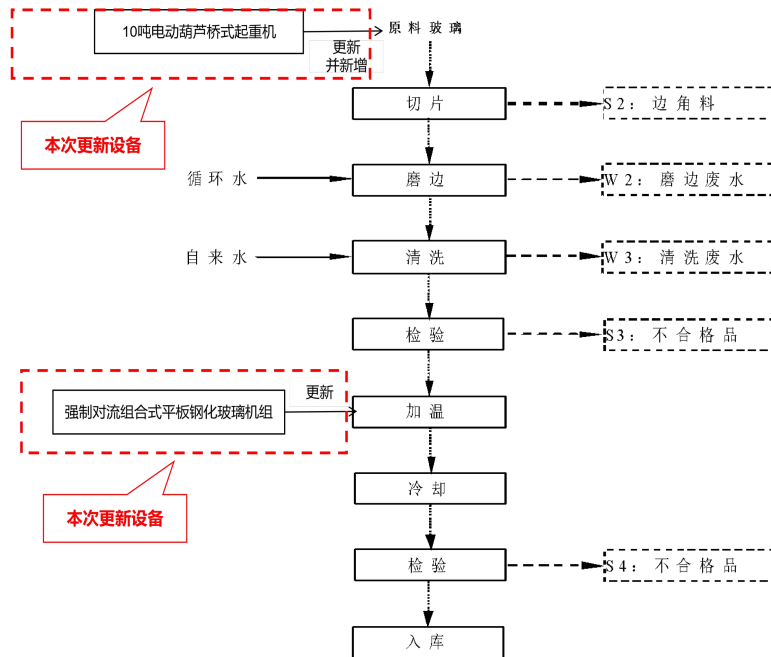 10吨电动葫芦桥式起重机
更新
并新增
原料玻璃
本次更新设备
切片
S2：边角料
循环水
磨边
W2：磨边废水
自来水
清洗
W3：清洗废水
检验
S3：不合格品
强制对流组合式平板钢化玻璃机组
更新
加温
本次更新设备
冷却
检验
S4：不合格品
入库